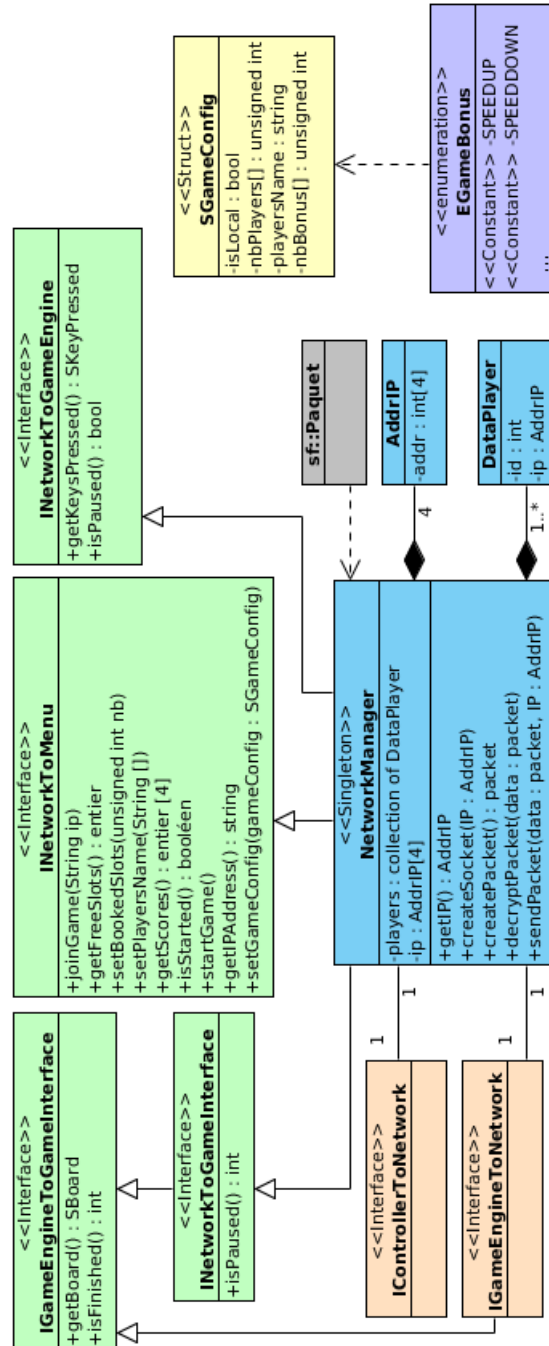 <<Interface>>
IGameEngineToGameInterface
+getBoard() : SBoard
+isFinished() : int
<<Interface>>
INetworkToGameInterface
+isPaused() : int
<<Interface>>
INetworkToMenu
+joinGame(String ip)
+getFreeSlots() : entier
+setBookedSlots(unsigned int nb)
+setPlayersName(String [])
+getScores() : entier [4]
+isStarted() : booléen
+startGame()
+getIPAddress() : string
+setGameConfig(gameConfig : SGameConfig)
<<Interface>>
INetworkToGameEngine
+getKeysPressed() : SKeyPressed
+isPaused() : bool
<<Struct>>
SGameConfig
-isLocal : bool
-nbPlayers[] : unsigned int
-playersName : string
-nbBonus[] : unsigned int
<<Interface>>
IControllerToNetwork
1
1
<<Interface>>
IGameEngineToNetwork
1
1
<<Singleton>>
NetworkManager
-players : collection of DataPlayer
-ip : AddrIP[4]
+getIP() : AddrIP
+createSocket(IP : AddrIP)
+createPacket() : packet
+decryptPacket(data : packet)
+sendPacket(data : packet, IP : AddrIP)
sf::Paquet
4
AddrIP
-addr : int[4]
1..*
DataPlayer
-id : int
-ip : AddrIP
<<enumeration>>
EGameBonus
<<Constant>> -SPEEDUP
<<Constant>> -SPEEDDOWN
...